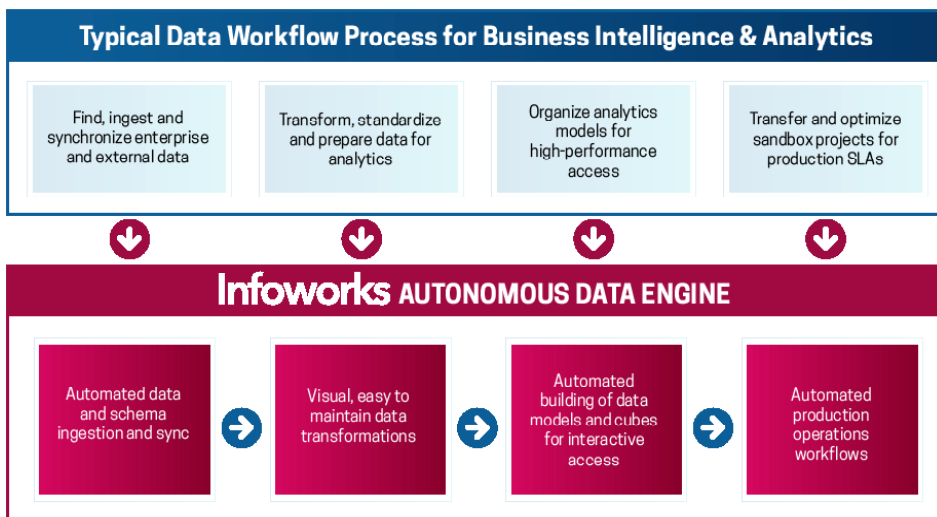 Typical Data Workflow Process for Business Intelligence & Analytics
Find, ingest and
synchronize enterprise
and external data
Transform, standardize
and prepare data for
analytics
Organize analytics
models for
high-performance
access
Transfer and optimize
sandbox projects for
production SLAs
Infoworks AUTONOMOUS DATA ENGINE
Automated data
and schema
ingestion and sync
Visual, easy to
maintain data
transformations
Automated
building of data
models and cubes
for interactive
access
Automated
production
operations
workflows